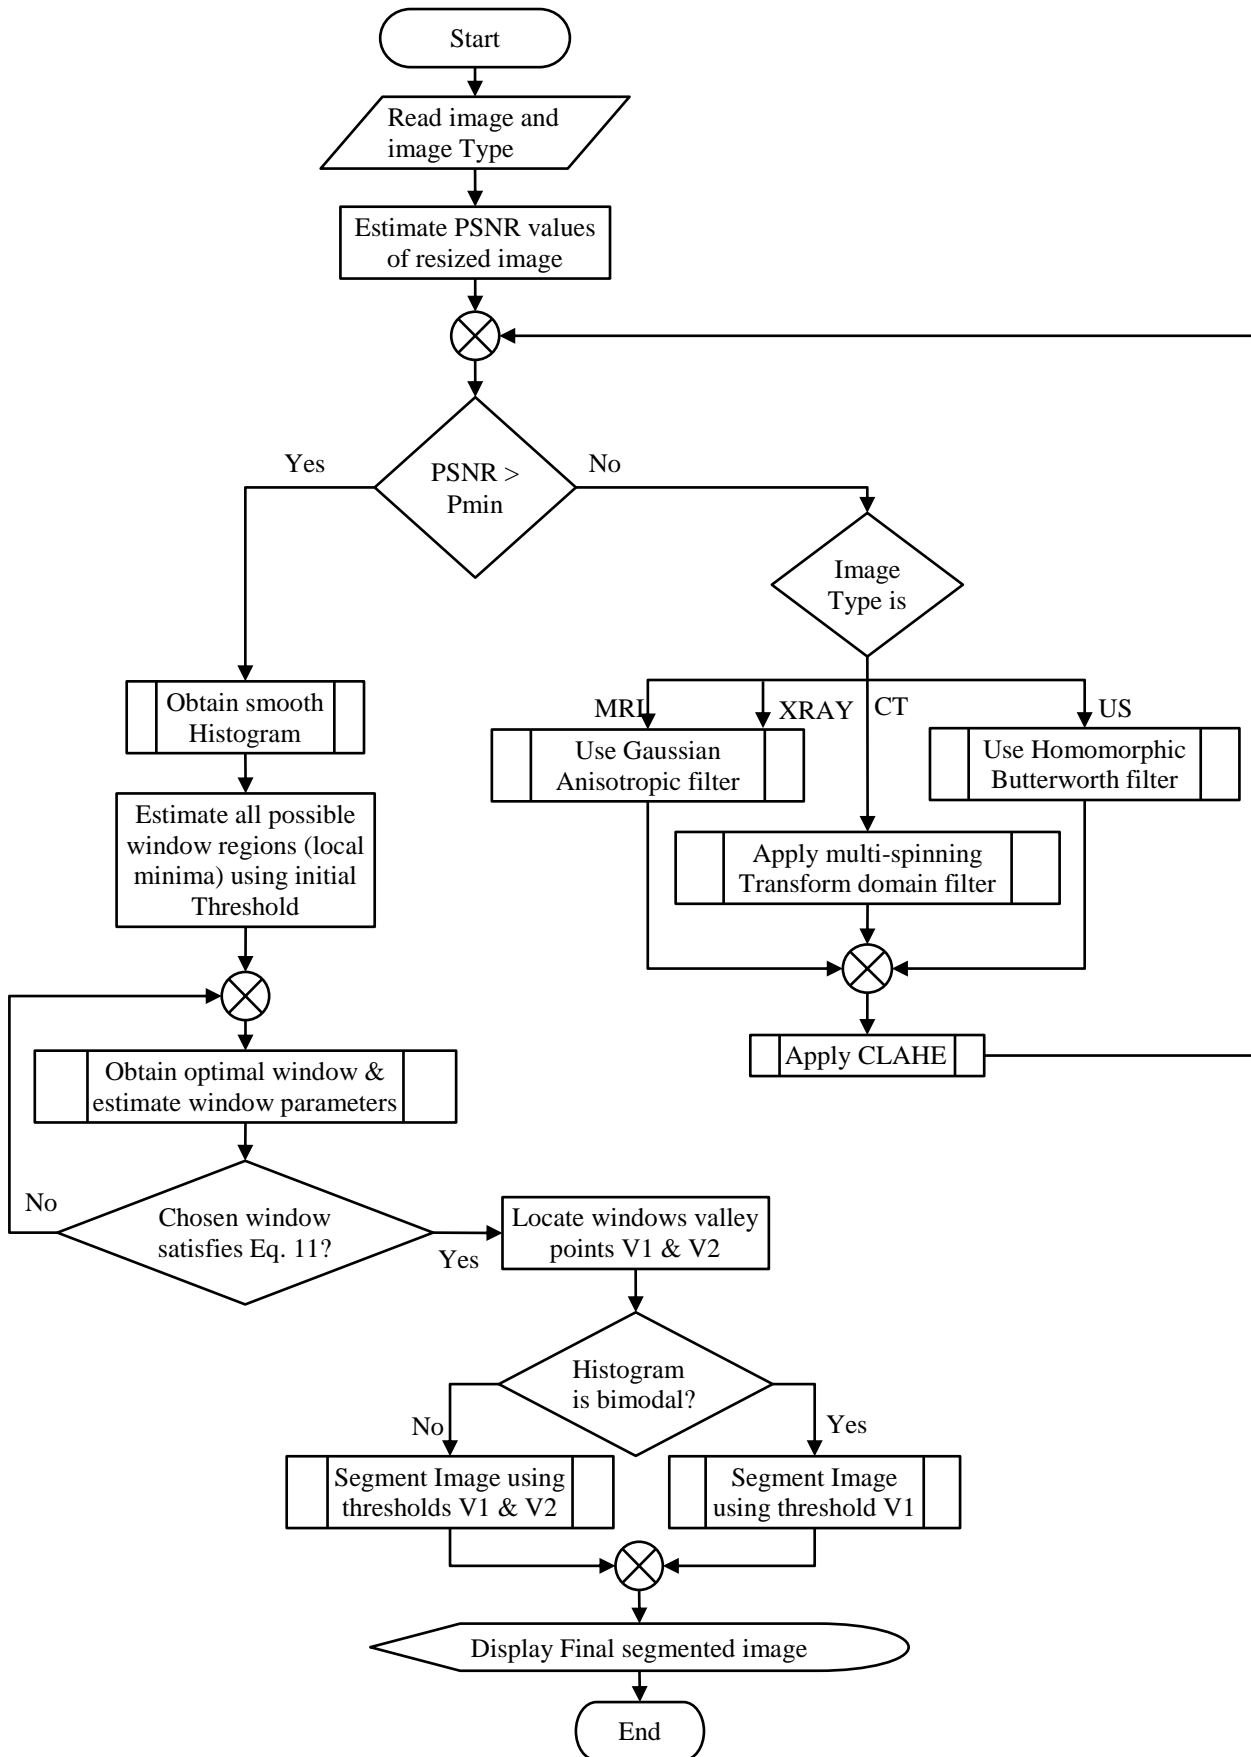 Start
Read image and
image Type
Estimate PSNR values
of resized image
Yes
No
PSNR >
Pmin
Image
Type is
Obtain smooth
Histogram
MRI
XRAY
CT
US
Use Gaussian
Anisotropic filter
Use Homomorphic
Butterworth filter
Estimate all possible
window regions (local
minima) using initial
Threshold
Apply multi-spinning
Transform domain filter
Apply CLAHE
Obtain optimal window &
estimate window parameters
No
Chosen window
satisfies Eq. 11?
Yes
Locate windows valley
points V1 & V2
Histogram
is bimodal?
No
Yes
Segment Image using
thresholds V1 & V2
Segment Image
using threshold V1
Display Final segmented image
End